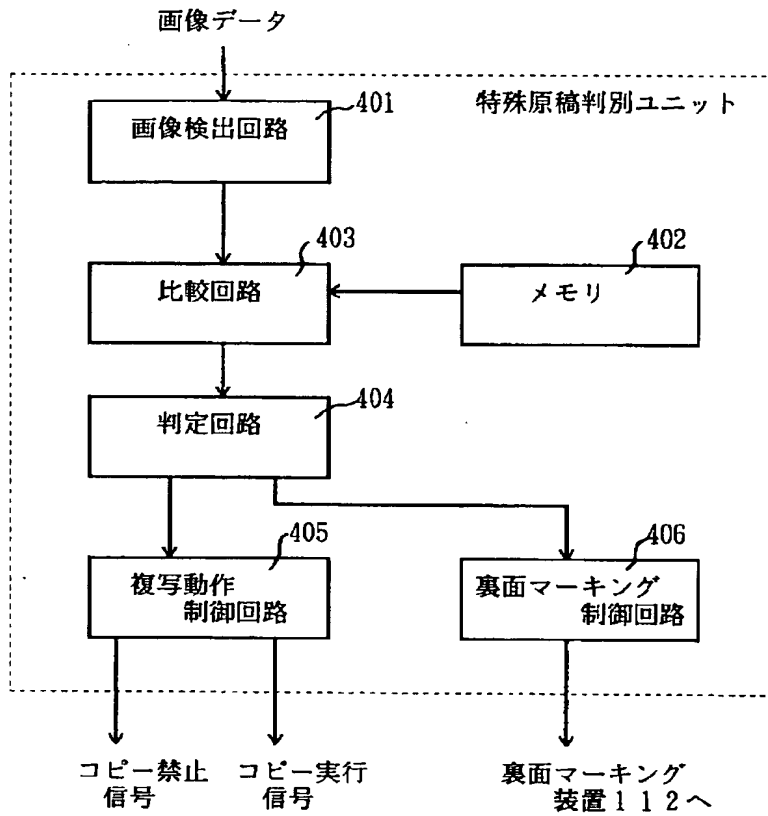 画像データ
401
特殊原稿判別ユニット
画像検出回路
403
402
比較回路
メモリ
404
判定回路
405
406
複写動作
制御回路
裏面マーキング
制御回路
コピー禁止
信号
コピー実行
信号
裏面マーキング
装置112へ